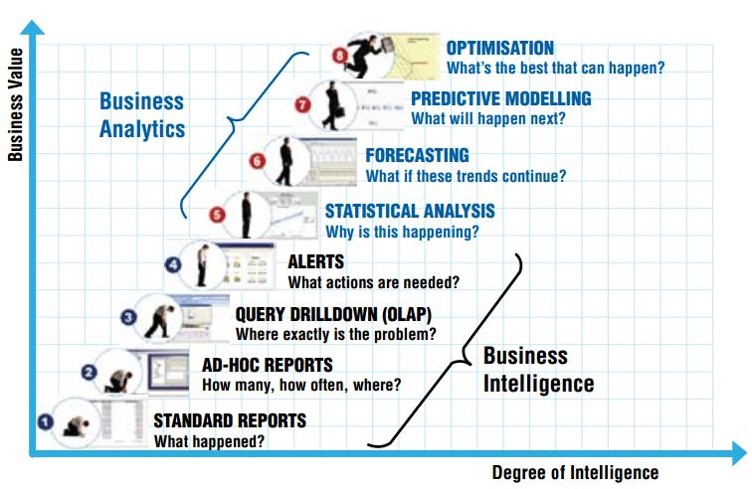 Business Value
8
OPTIMISATION
What's the best that can happen?
7
PREDICTIVE MODELLING
What will happen next?
Business
Analytics
6
FORECASTING
What if these trends continue?
5
STATISTICAL ANALYSIS
Why is this happening?
4
ALERTS
What actions are needed?
3
QUERY DRILLDOWN (OLAP)
Where exactly is the problem?
2
AD-HOC REPORTS
How many, how often, where?
Business
Intelligence
1
STANDARD REPORTS
What happened?
Degree of Intelligence